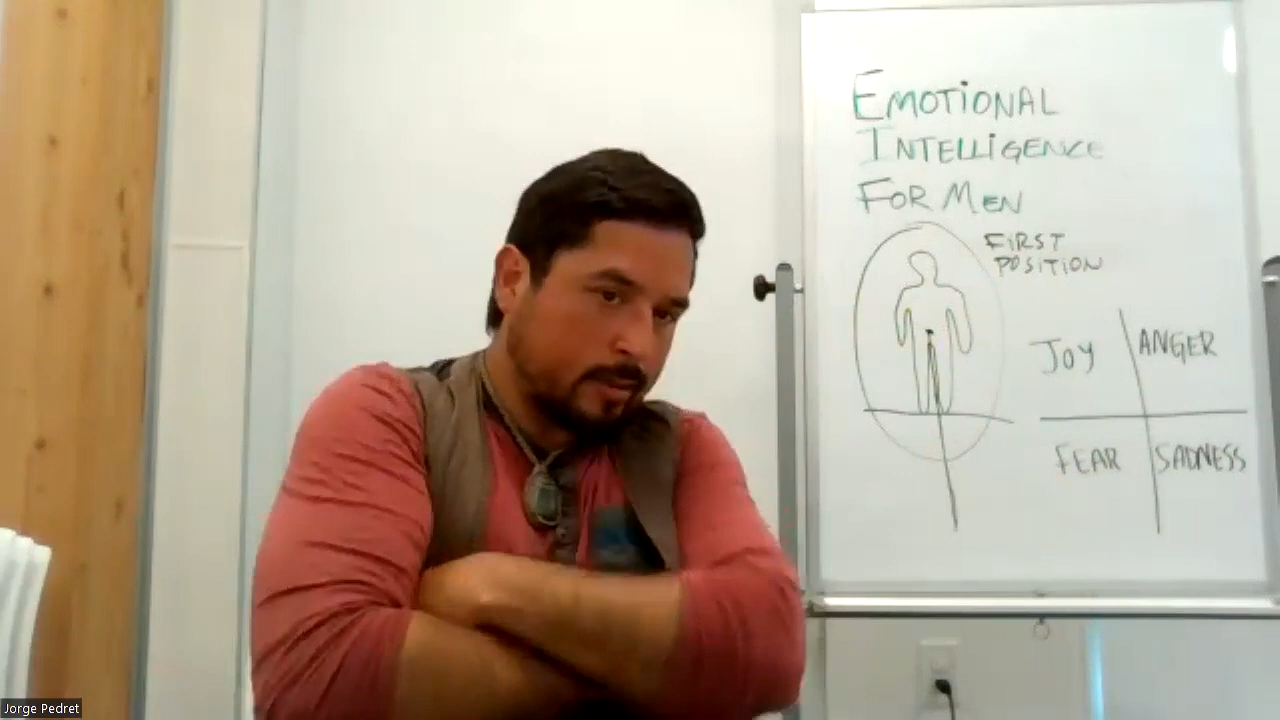 EMOTIONAL
INTELLIGENCE
FOR MEN
FIRST
POSITION
JOY ANGER
FEAR SADNESS
Jorge Pedret